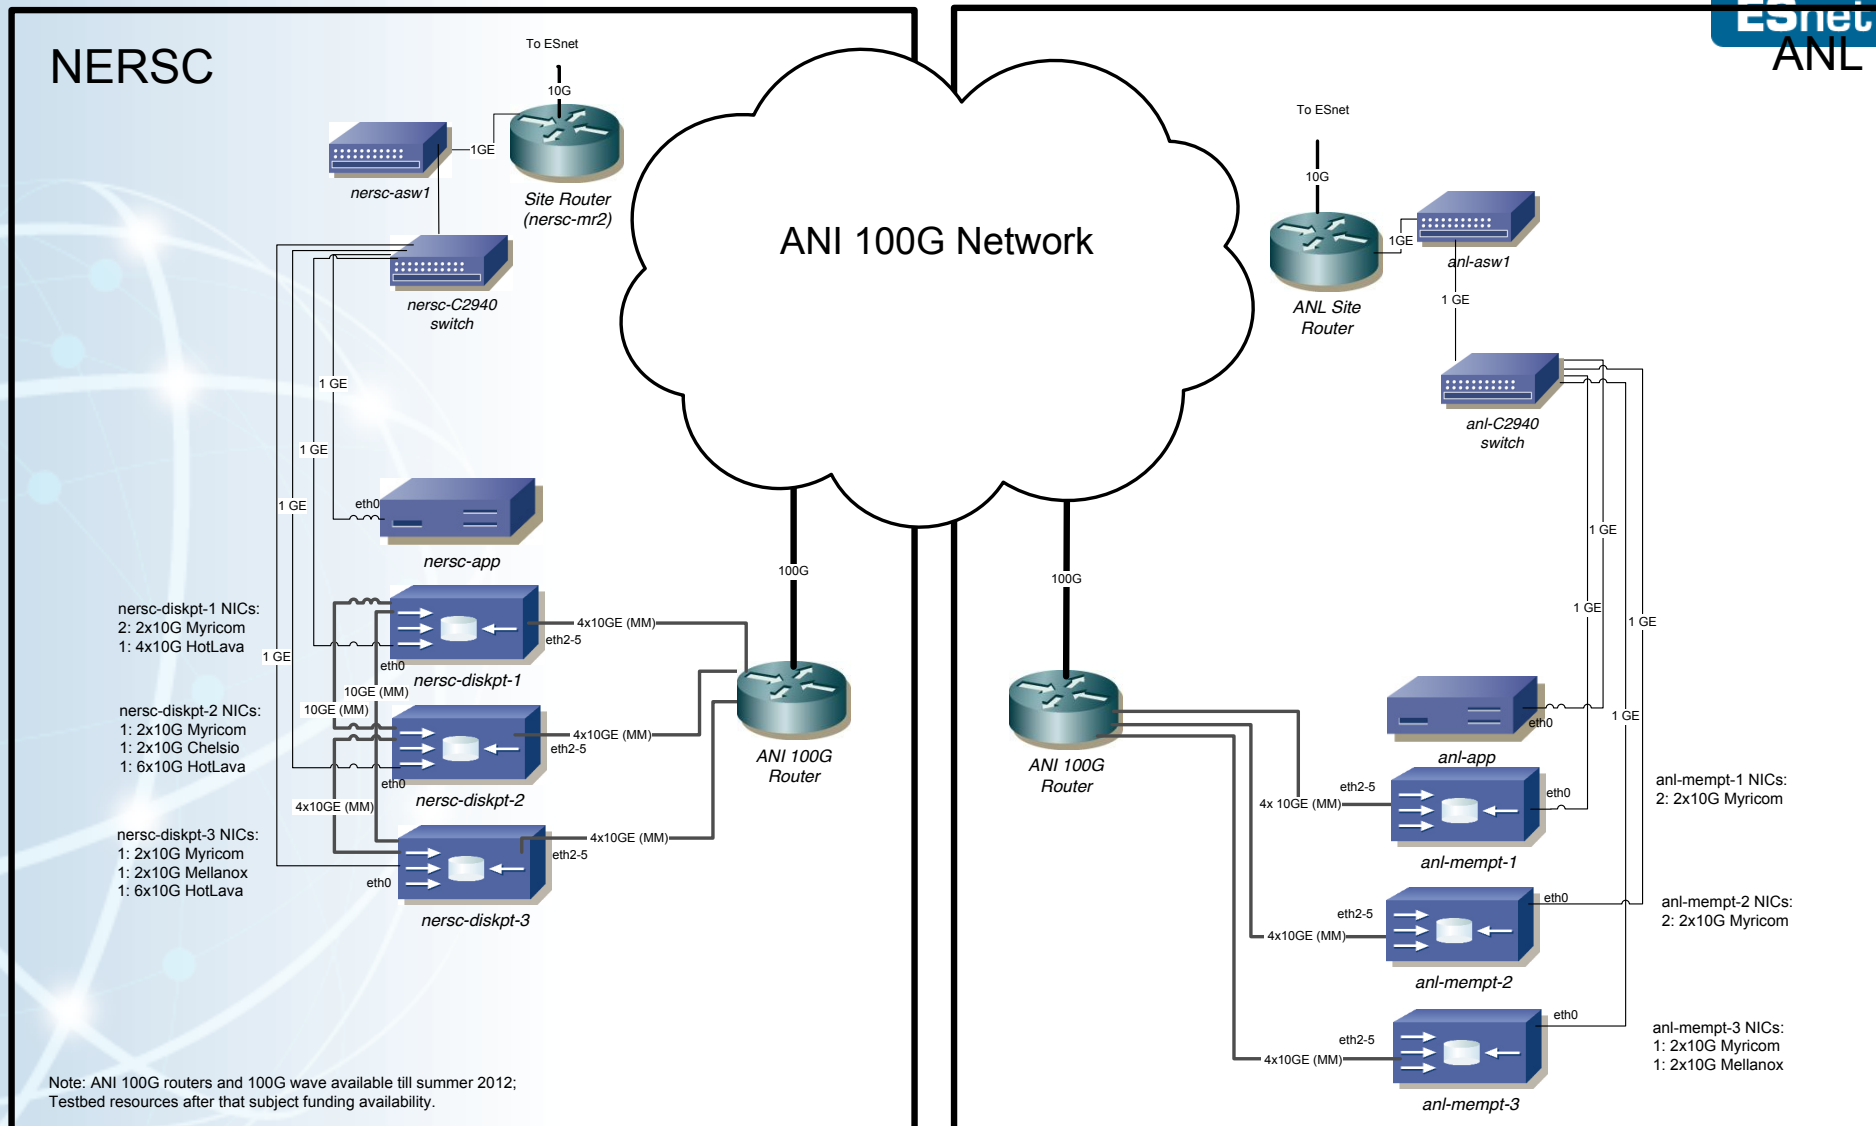 ESnet
NERSC
ANL
To ESnet
10G
1GE
nersc-asw1
Site Router
(nersc-mr2)
nersc-C2940
switch
1 GE
1 GE
1 GE
1 GE
eth0
nersc-app
nersc-diskpt-1 NICs:
2: 2x10G Myricom
1: 4x10G HotLava
eth0
nersc-diskpt-1
4x10GE (MM)
eth2-5
10GE (MM)
10GE (MM)
nersc-diskpt-2 NICs:
1: 2x10G Myricom
1: 2x10G Chelsio
1: 6x10G HotLava
eth0
nersc-diskpt-2
4x10GE (MM)
eth2-5
4x10GE (MM)
nersc-diskpt-3 NICs:
1: 2x10G Myricom
1: 2x10G Mellanox
1: 6x10G HotLava
eth0
nersc-diskpt-3
4x10GE (MM)
eth2-5
100G
ANI 100G
Router
Note: ANI 100G routers and 100G wave available till summer 2012;
Testbed resources after that subject funding availability.
ANI 100G Network
To ESnet
10G
1GE
anl-asw1
ANL Site
Router
1 GE
anl-C2940
switch
1 GE
1 GE
1 GE
1 GE
100G
ANI 100G
Router
eth0
anl-app
eth2-5
4x 10GE (MM)
eth0
anl-mempt-1
anl-mempt-1 NICs:
2: 2x10G Myricom
eth2-5
4x10GE (MM)
eth0
anl-mempt-2
anl-mempt-2 NICs:
2: 2x10G Myricom
eth2-5
4x10GE (MM)
eth0
anl-mempt-3
anl-mempt-3 NICs:
1: 2x10G Myricom
1: 2x10G Mellanox